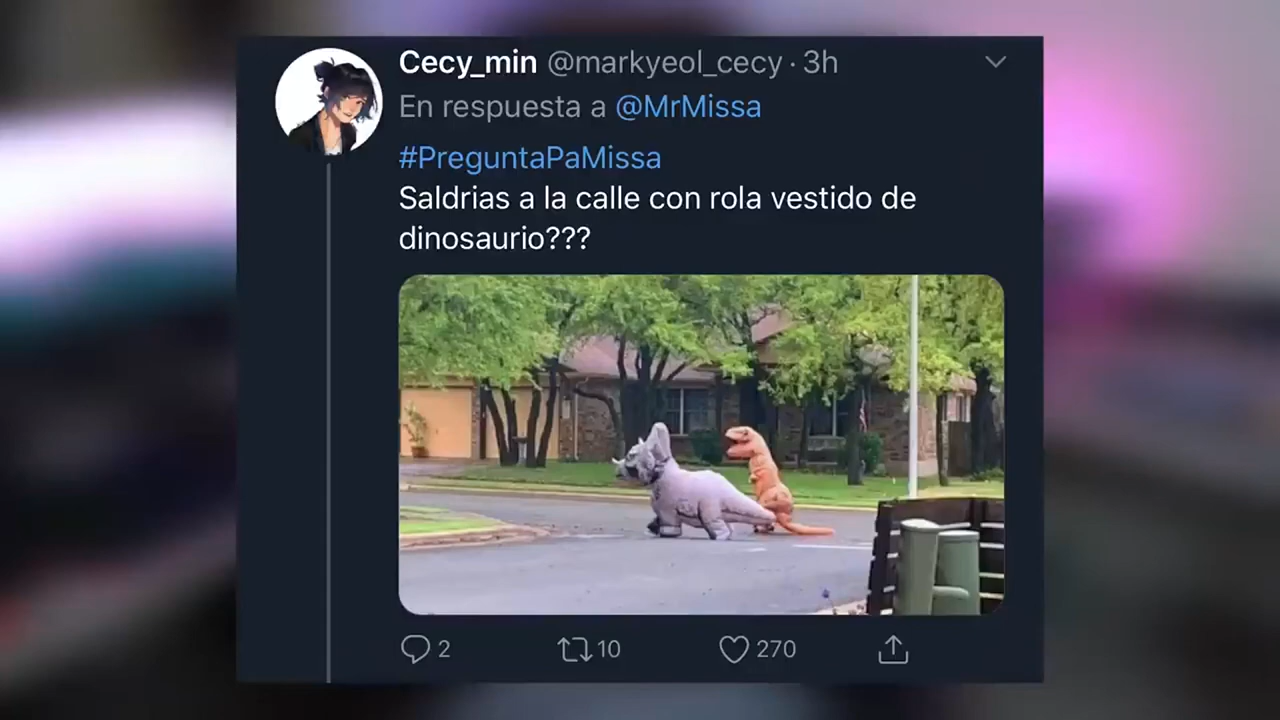 Cecy_min @markyeol_cecy · 3h
En respuesta a @MrMissa
#PreguntaPaMissa
Saldrias a la calle con rola vestido de
dinosaurio???
2 10 270